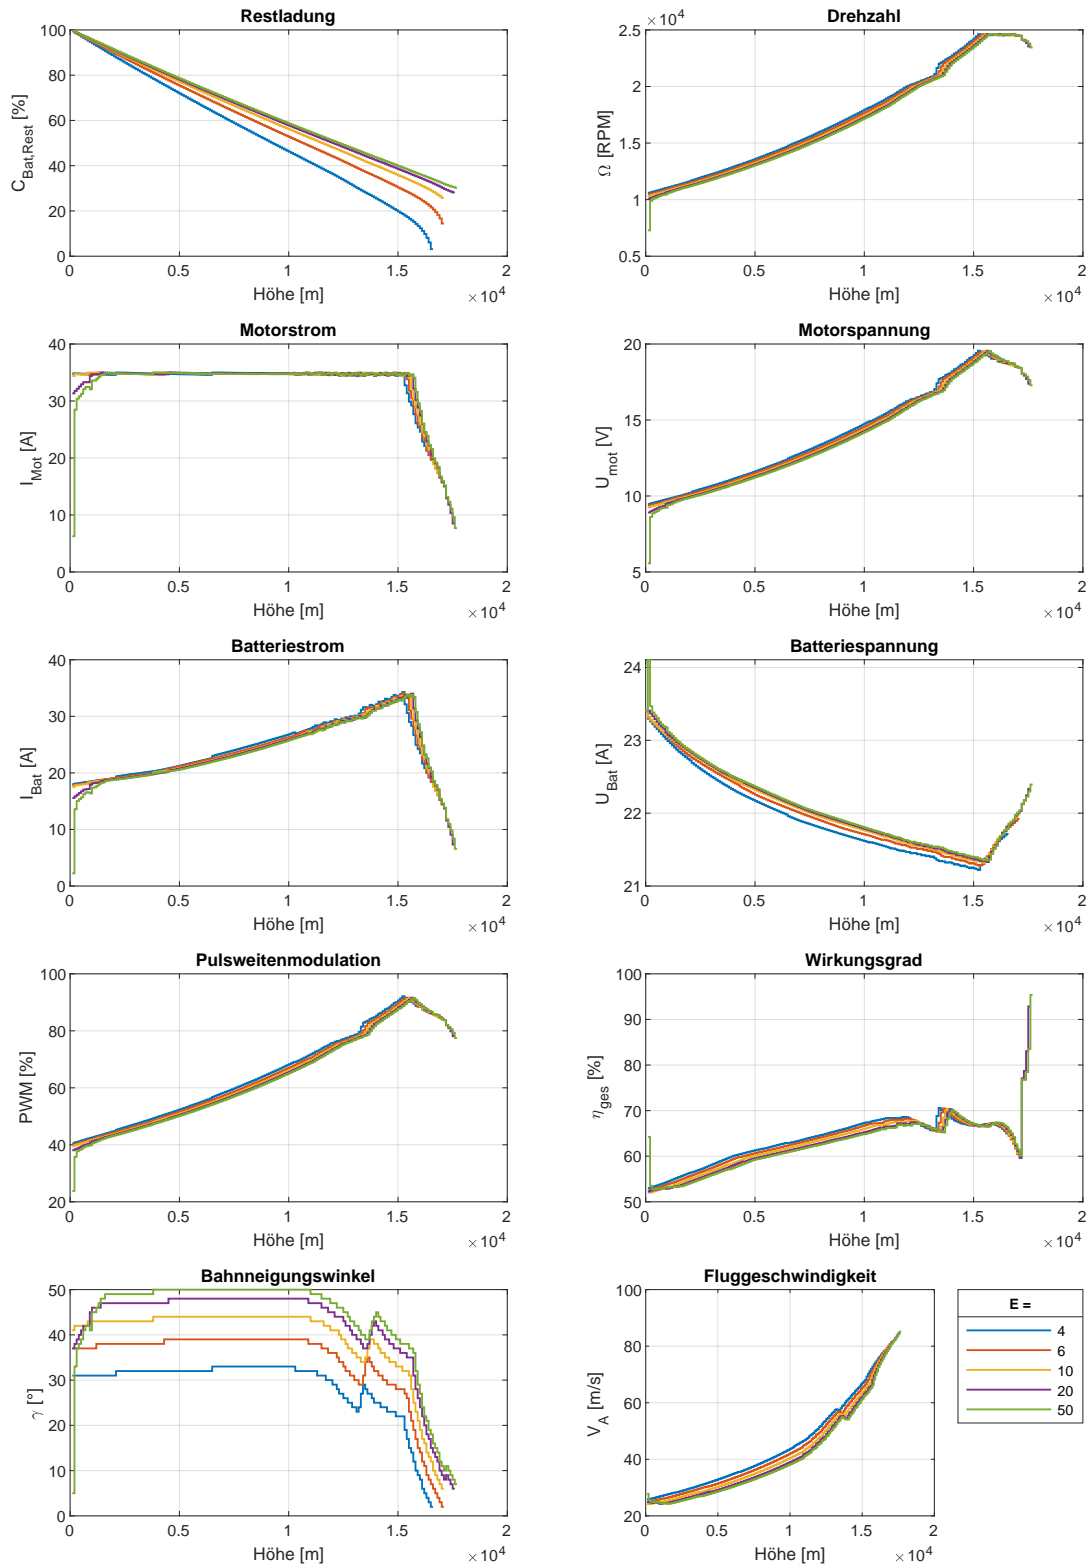 Restladung
100
80
60
40
20
0
C_Bat,Rest [%]
0 0.5 1 1.5 2
Höhe [m]
×10^4
Drehzahl
×10^4
2.5
2
1.5
1
0.5
Ω [RPM]
0 0.5 1 1.5 2
Höhe [m]
×10^4
Motorstrom
40
30
20
10
0
I_Mot [A]
0 0.5 1 1.5 2
Höhe [m]
×10^4
Motorspannung
20
15
10
5
U_mot [V]
0 0.5 1 1.5 2
Höhe [m]
×10^4
Batteriestrom
40
30
20
10
0
I_Bat [A]
0 0.5 1 1.5 2
Höhe [m]
×10^4
Batteriespannung
24
23
22
21
U_Bat [A]
0 0.5 1 1.5 2
Höhe [m]
×10^4
Pulsweitenmodulation
100
80
60
40
20
PWM [%]
0 0.5 1 1.5 2
Höhe [m]
×10^4
Wirkungsgrad
100
90
80
70
60
50
η_ges [%]
0 0.5 1 1.5 2
Höhe [m]
×10^4
Bahnneigungswinkel
50
40
30
20
10
0
γ [°]
0 0.5 1 1.5 2
Höhe [m]
×10^4
Fluggeschwindigkeit
100
80
60
40
20
V_A [m/s]
0 0.5 1 1.5 2
Höhe [m]
×10^4
E =
4
6
10
20
50